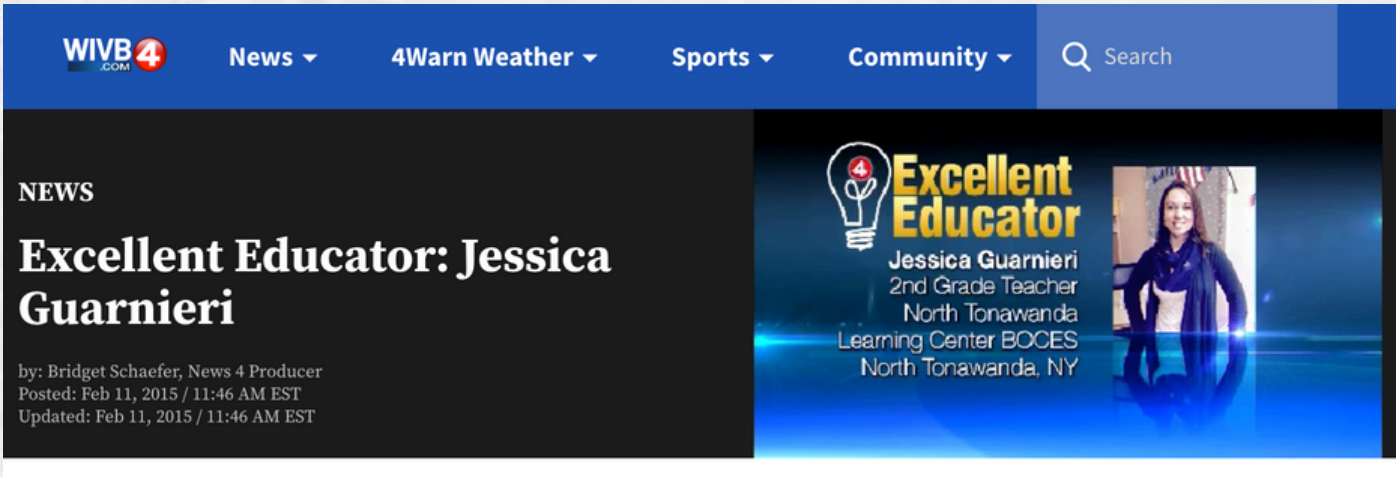 WIVB 4
.COM
News
4Warn Weather
Sports
Community
Search
NEWS
Excellent Educator: Jessica
Guarnieri
by: Bridget Schaefer, News 4 Producer
Posted: Feb 11, 2015 / 11:46 AM EST
Updated: Feb 11, 2015 / 11:46 AM EST
4
Excellent
Educator
Jessica Guarnieri
2nd Grade Teacher
North Tonawanda
Learning Center BOCES
North Tonawanda, NY